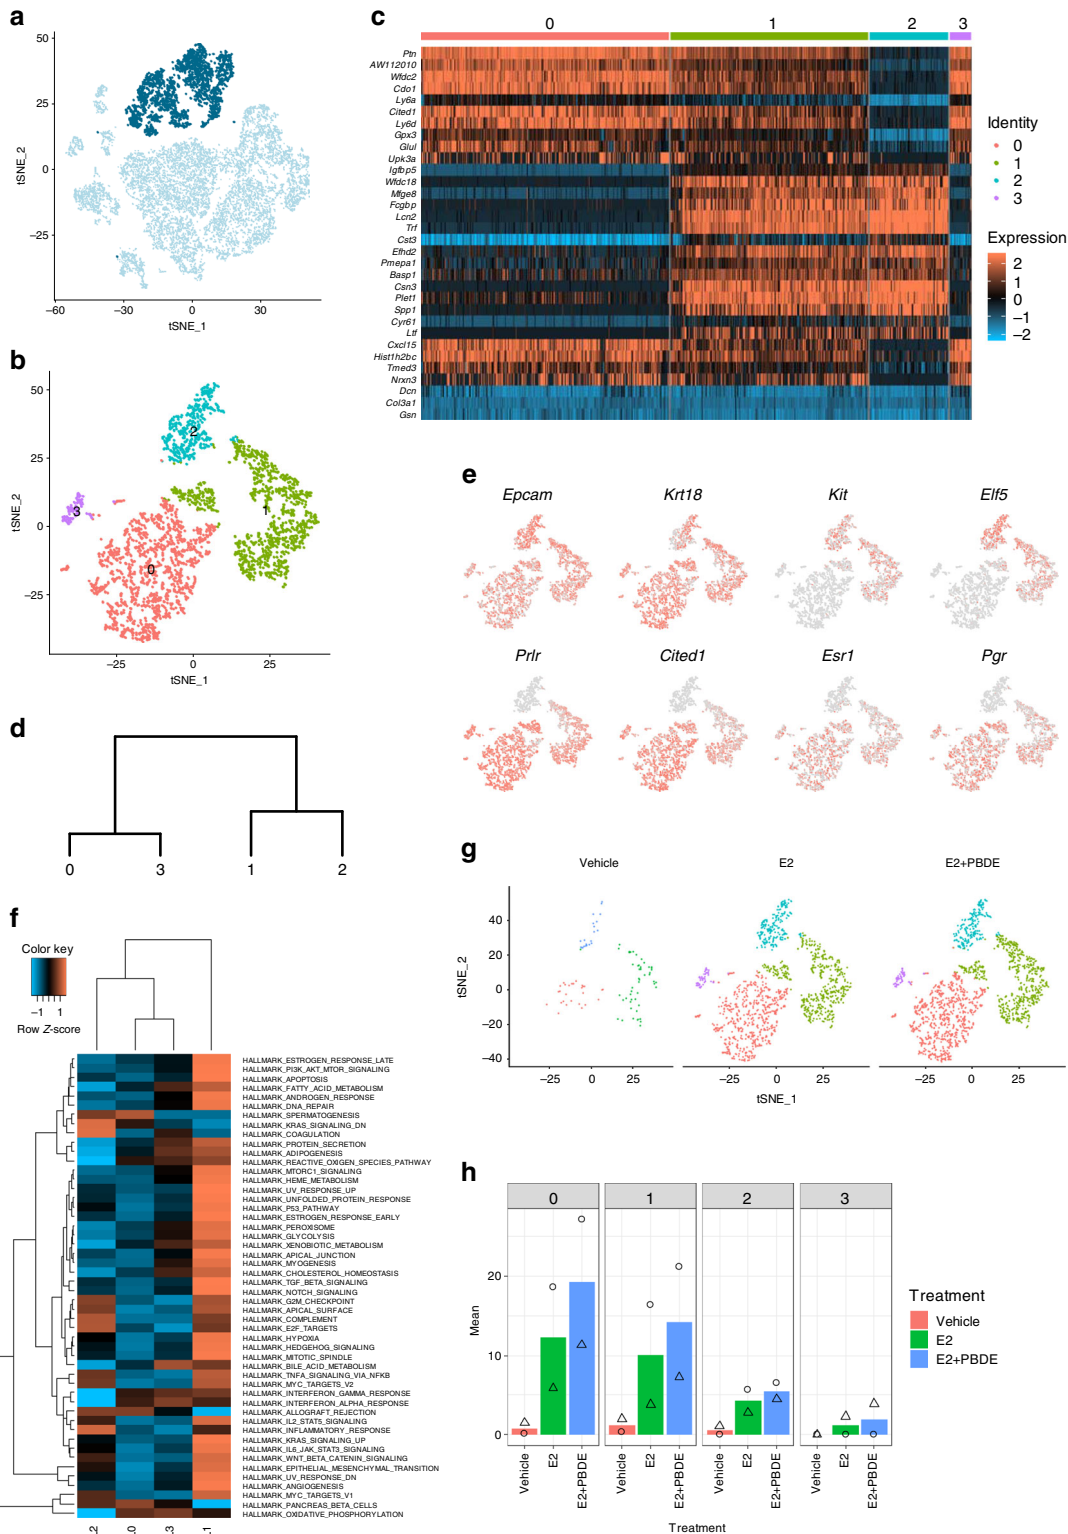 a
50
25
0
−25
−60
−30
0
30
tSNE_2
tSNE_1
b
50
25
0
−25
−25
0
25
tSNE_2
tSNE_1
0
1
2
3
c
0
1
2
3
Ptn
AW112010
Wfdc2
Cdo1
Ly6a
Cited1
Ly6d
Gpx3
Glul
Upk3a
Igfbp5
Wfdc18
Mfge8
Fcgbp
Lcn2
Trf
Cst3
Efhd2
Pmepa1
Basp1
Csn3
Plet1
Spp1
Cyr61
Ltf
Cxcl15
Hist1h2bc
Tmed3
Nrxn3
Dcn
Col3a1
Gsn
Identity
0
1
2
3
Expression
2
1
0
−1
−2
d
0
3
1
2
e
Epcam
Krt18
Kit
Elf5
Prlr
Cited1
Esr1
Pgr
f
Color key
−1
1
Row Z-score
HALLMARK_ESTROGEN_RESPONSE_LATE
HALLMARK_PI3K_AKT_MTOR_SIGNALING
HALLMARK_APOPTOSIS
HALLMARK_FATTY_ACID_METABOLISM
HALLMARK_ANDROGEN_RESPONSE
HALLMARK_DNA_REPAIR
HALLMARK_SPERMATOGENESIS
HALLMARK_KRAS_SIGNALING_DN
HALLMARK_COAGULATION
HALLMARK_PROTEIN_SECRETION
HALLMARK_ADIPOGENESIS
HALLMARK_REACTIVE_OXIGEN_SPECIES_PATHWAY
HALLMARK_MTORC1_SIGNALING
HALLMARK_HEME_METABOLISM
HALLMARK_UV_RESPONSE_UP
HALLMARK_UNFOLDED_PROTEIN_RESPONSE
HALLMARK_P53_PATHWAY
HALLMARK_ESTROGEN_RESPONSE_EARLY
HALLMARK_PEROXISOME
HALLMARK_GLYCOLYSIS
HALLMARK_XENOBIOTIC_METABOLISM
HALLMARK_APICAL_JUNCTION
HALLMARK_MYOGENESIS
HALLMARK_CHOLESTEROL_HOMEOSTASIS
HALLMARK_TGF_BETA_SIGNALING
HALLMARK_NOTCH_SIGNALING
HALLMARK_G2M_CHECKPOINT
HALLMARK_APICAL_SURFACE
HALLMARK_COMPLEMENT
HALLMARK_E2F_TARGETS
HALLMARK_HYPOXIA
HALLMARK_HEDGEHOG_SIGNALING
HALLMARK_MITOTIC_SPINDLE
HALLMARK_BILE_ACID_METABOLISM
HALLMARK_TNFA_SIGNALING_VIA_NFKB
HALLMARK_MYC_TARGETS_V2
HALLMARK_INTERFERON_GAMMA_RESPONSE
HALLMARK_INTERFERON_ALPHA_RESPONSE
HALLMARK_ALLOGRAFT_REJECTION
HALLMARK_IL2_STAT5_SIGNALING
HALLMARK_INFLAMMATORY_RESPONSE
HALLMARK_KRAS_SIGNALING_UP
HALLMARK_IL6_JAK_STAT3_SIGNALING
HALLMARK_WNT_BETA_CATENIN_SIGNALING
HALLMARK_EPITHELIAL_MESENCHYMAL_TRANSITION
HALLMARK_UV_RESPONSE_DN
HALLMARK_ANGIOGENESIS
HALLMARK_MYC_TARGETS_V1
HALLMARK_PANCREAS_BETA_CELLS
HALLMARK_OXIDATIVE_PHOSPHORYLATION
.2
.0
.3
.1
g
Vehicle
E2
E2+PBDE
40
20
0
−20
−40
tSNE_2
−25
0
25
−25
0
25
−25
0
25
tSNE_1
h
0
1
2
3
20
10
0
Mean
Vehicle
E2
E2+PBDE
Vehicle
E2
E2+PBDE
Vehicle
E2
E2+PBDE
Vehicle
E2
E2+PBDE
Treatment
Treatment
Vehicle
E2
E2+PBDE